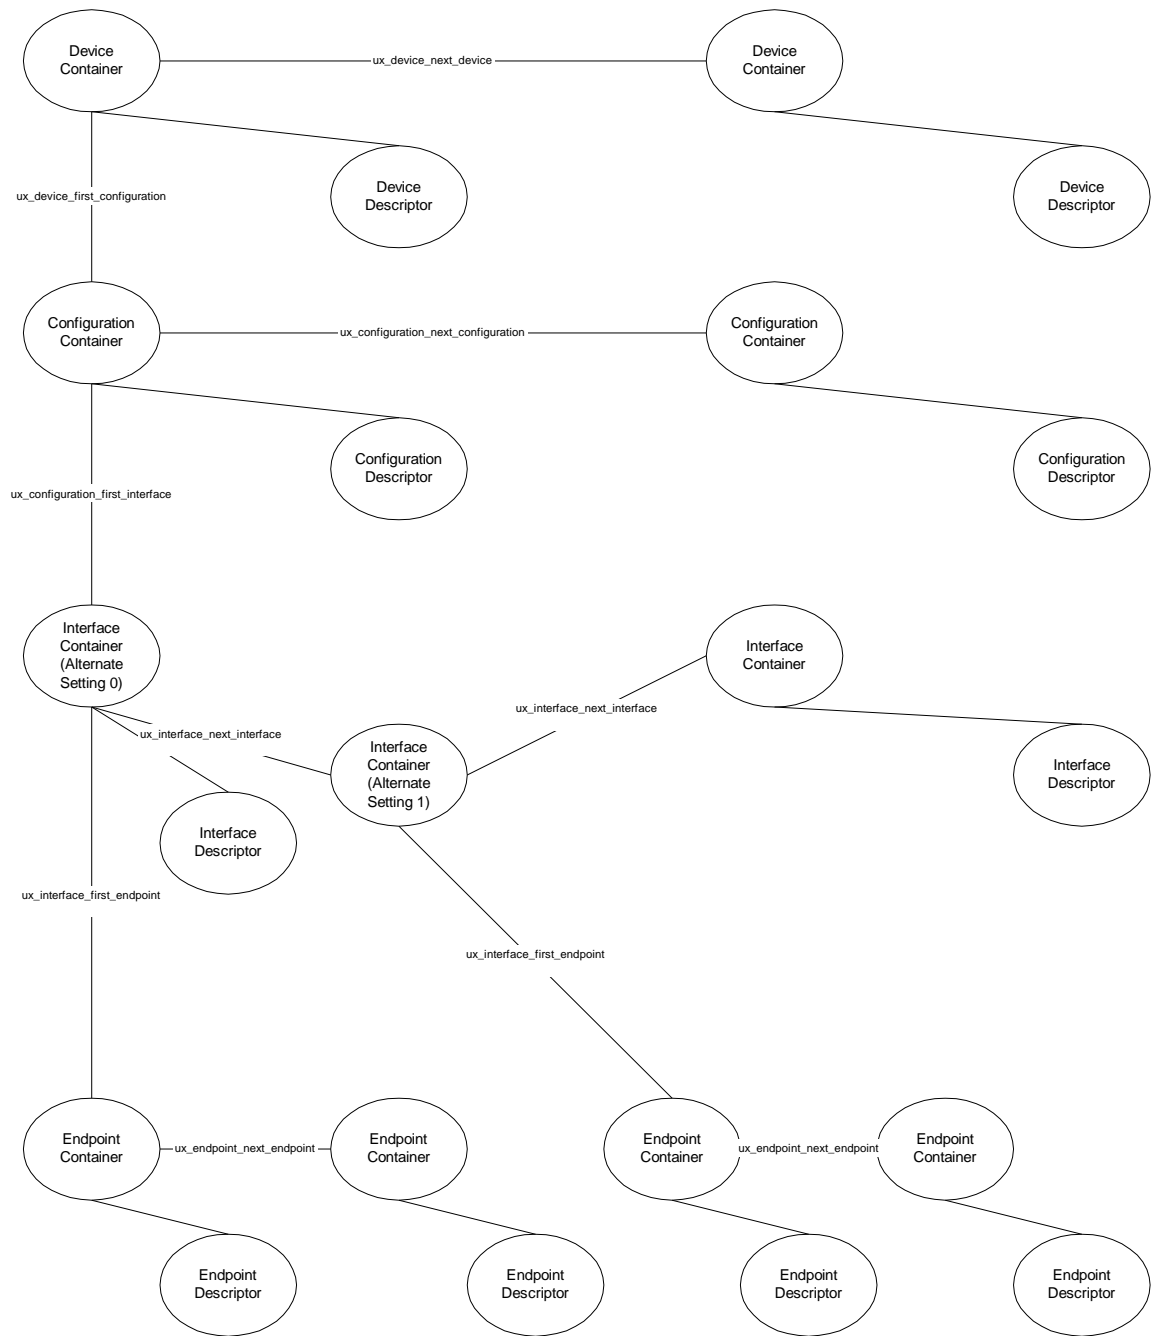 Device
Container
ux_device_next_device
Device
Container
ux_device_first_configuration
Device
Descriptor
Device
Descriptor
Configuration
Container
ux_configuration_next_configuration
Configuration
Container
Configuration
Descriptor
Configuration
Descriptor
ux_configuration_first_interface
Interface
Container
(Alternate
Setting 0)
Interface
Container
ux_interface_next_interface
ux_interface_next_interface
Interface
Container
(Alternate
Setting 1)
Interface
Descriptor
Interface
Descriptor
ux_interface_first_endpoint
ux_interface_first_endpoint
Endpoint
Container
ux_endpoint_next_endpoint
Endpoint
Container
Endpoint
Container
ux_endpoint_next_endpoint
Endpoint
Container
Endpoint
Descriptor
Endpoint
Descriptor
Endpoint
Descriptor
Endpoint
Descriptor